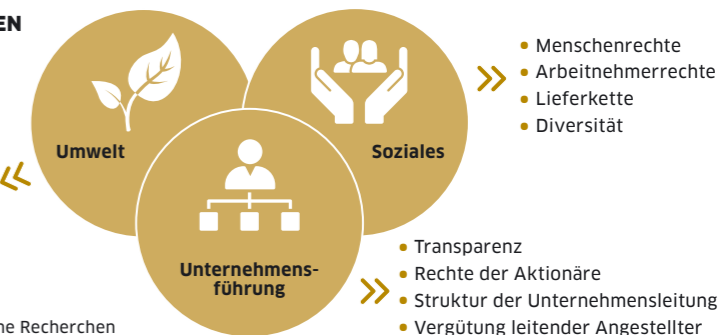 EN
Umwelt
Soziales
Unternehmens-
führung
• Menschenrechte
• Arbeitnehmerrechte
• Lieferkette
• Diversität
• Transparenz
• Rechte der Aktionäre
• Struktur der Unternehmensleitung
• Vergütung leitender Angestellter
ne Recherchen